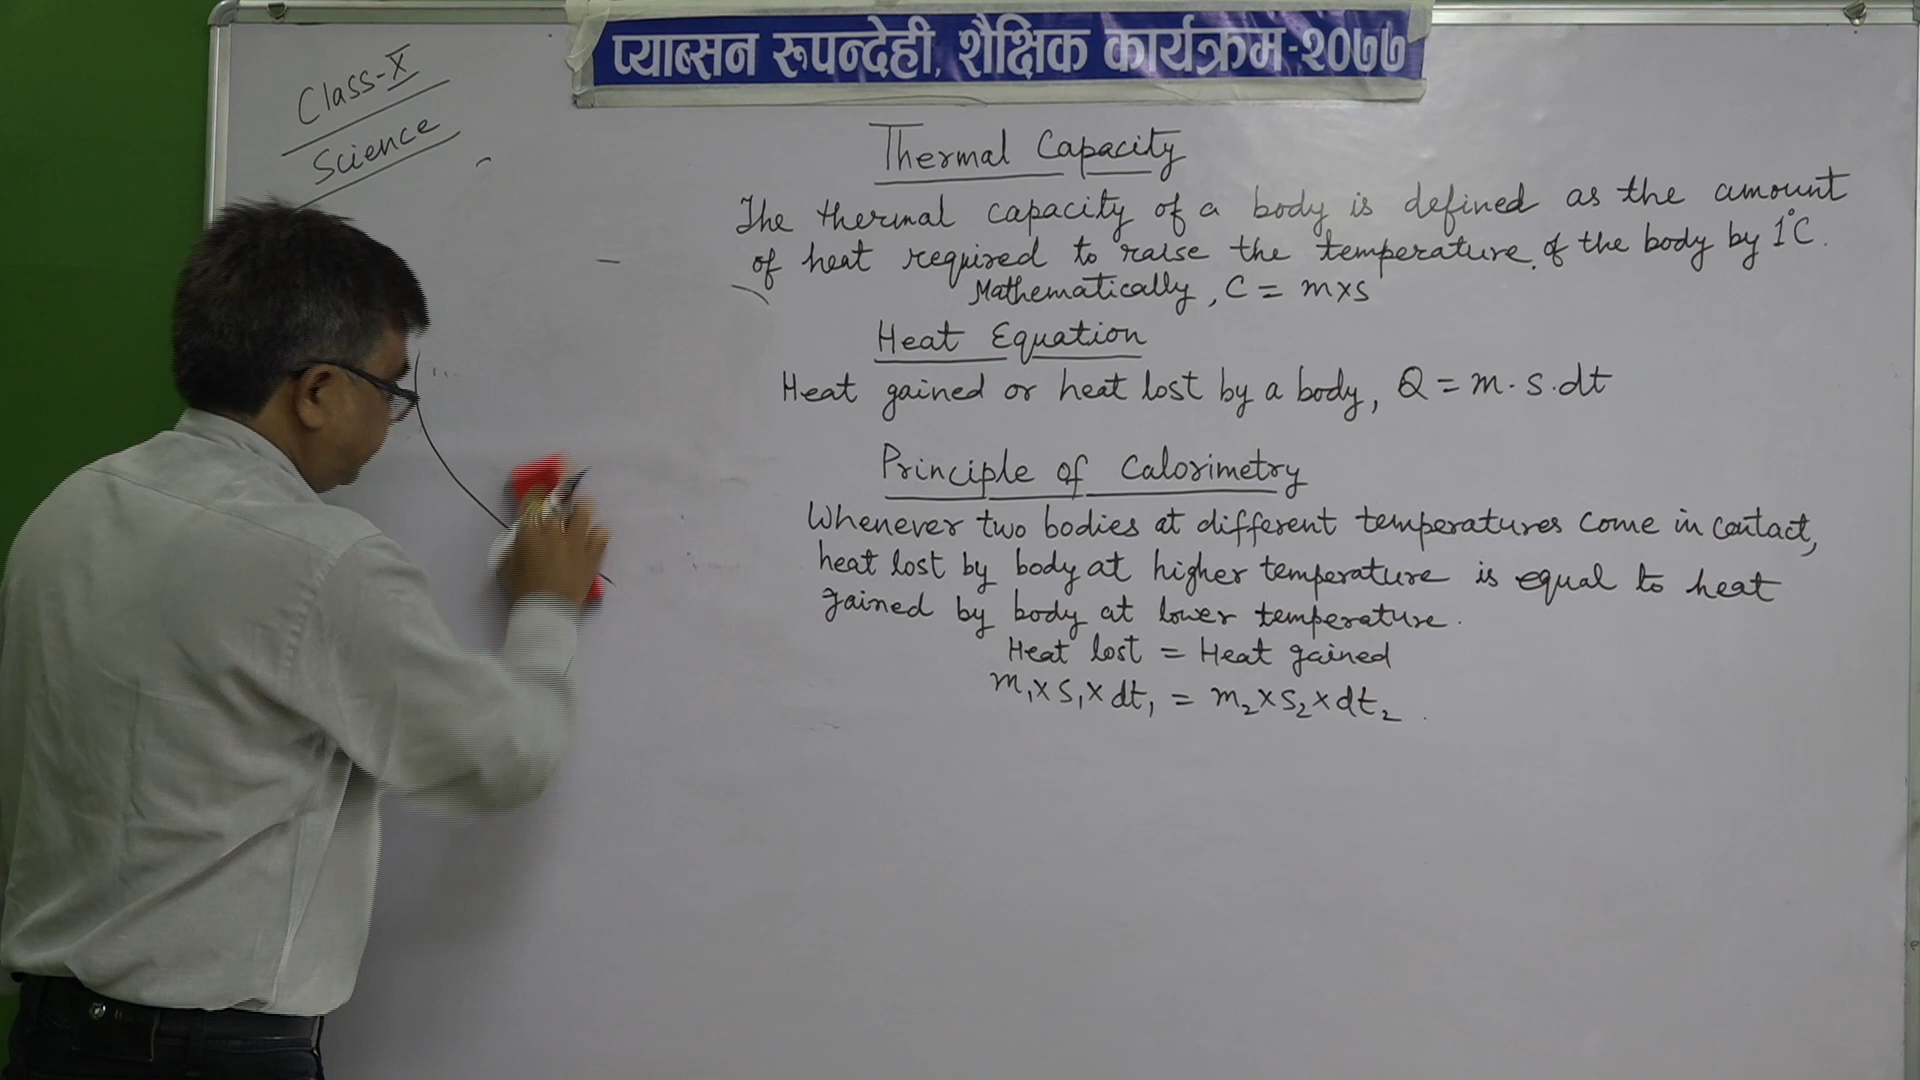 प्याब्सन रूपन्देही, शैक्षिक कार्यक्रम-२०७७
Class-X
Science
Thermal Capacity
The thermal capacity of a body is defined as the amount
of heat required to raise the temperature of the body by 1°C.
Mathematically, C = m×s
Heat Equation
Heat gained or heat lost by a body, Q = m·s·dt
Principle of Calorimetry
Whenever two bodies at different temperatures come in contact,
heat lost by body at higher temperature is equal to heat
gained by body at lower temperature.
Heat lost = Heat gained
m₁×s₁×dt₁ = m₂×s₂×dt₂